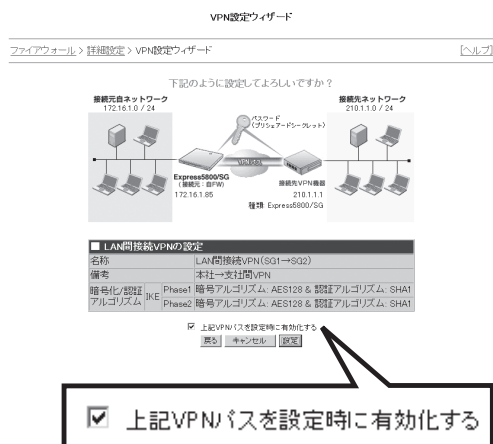 VPN設定ウィザード
ファイアウォール > 詳細設定 > VPN設定ウィザード [ヘルプ]
下記のように設定してよろしいですか？
接続元自ネットワーク
172.16.1.0 / 24
接続先ネットワーク
210.1.1.0 / 24
パスワード
(プリシェアードシークレット)
VPNパス
Express5800/SG
(接続元：自FW)
172.16.1.85
接続先VPN機器
210.1.1.1
種類: Express5800/SG
■ LAN間接続VPNの設定
名称 LAN間接続VPN(SG1→SG2)
備考 本社→支社間VPN
暗号化/認証アルゴリズム IKE Phase1 暗号アルゴリズム: AES128 & 認証アルゴリズム: SHA1
Phase2 暗号アルゴリズム: AES128 & 認証アルゴリズム: SHA1
上記VPNパスを設定時に有効化する
戻る キャンセル 設定
上記VPNパスを設定時に有効化する